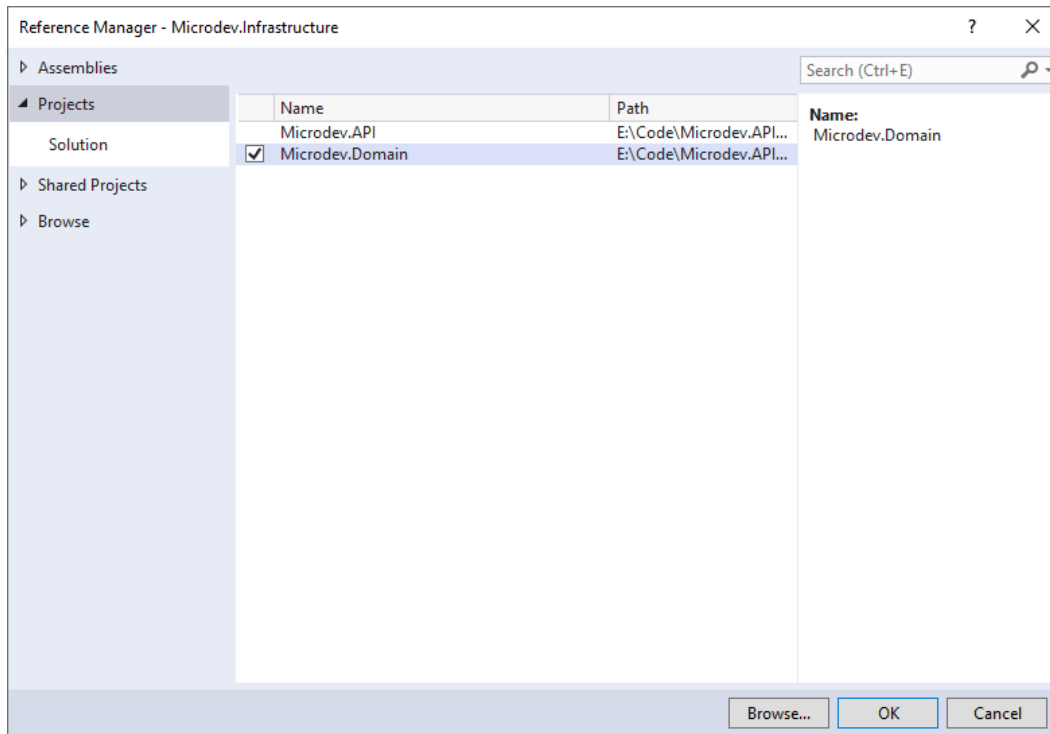 Reference Manager - Microdev.Infrastructure
?
Assemblies
Search (Ctrl+E)
Projects
Solution
Shared Projects
Browse
Name Path
Microdev.API E:\Code\Microdev.API...
Microdev.Domain E:\Code\Microdev.API...
Name:
Microdev.Domain
Browse... OK Cancel